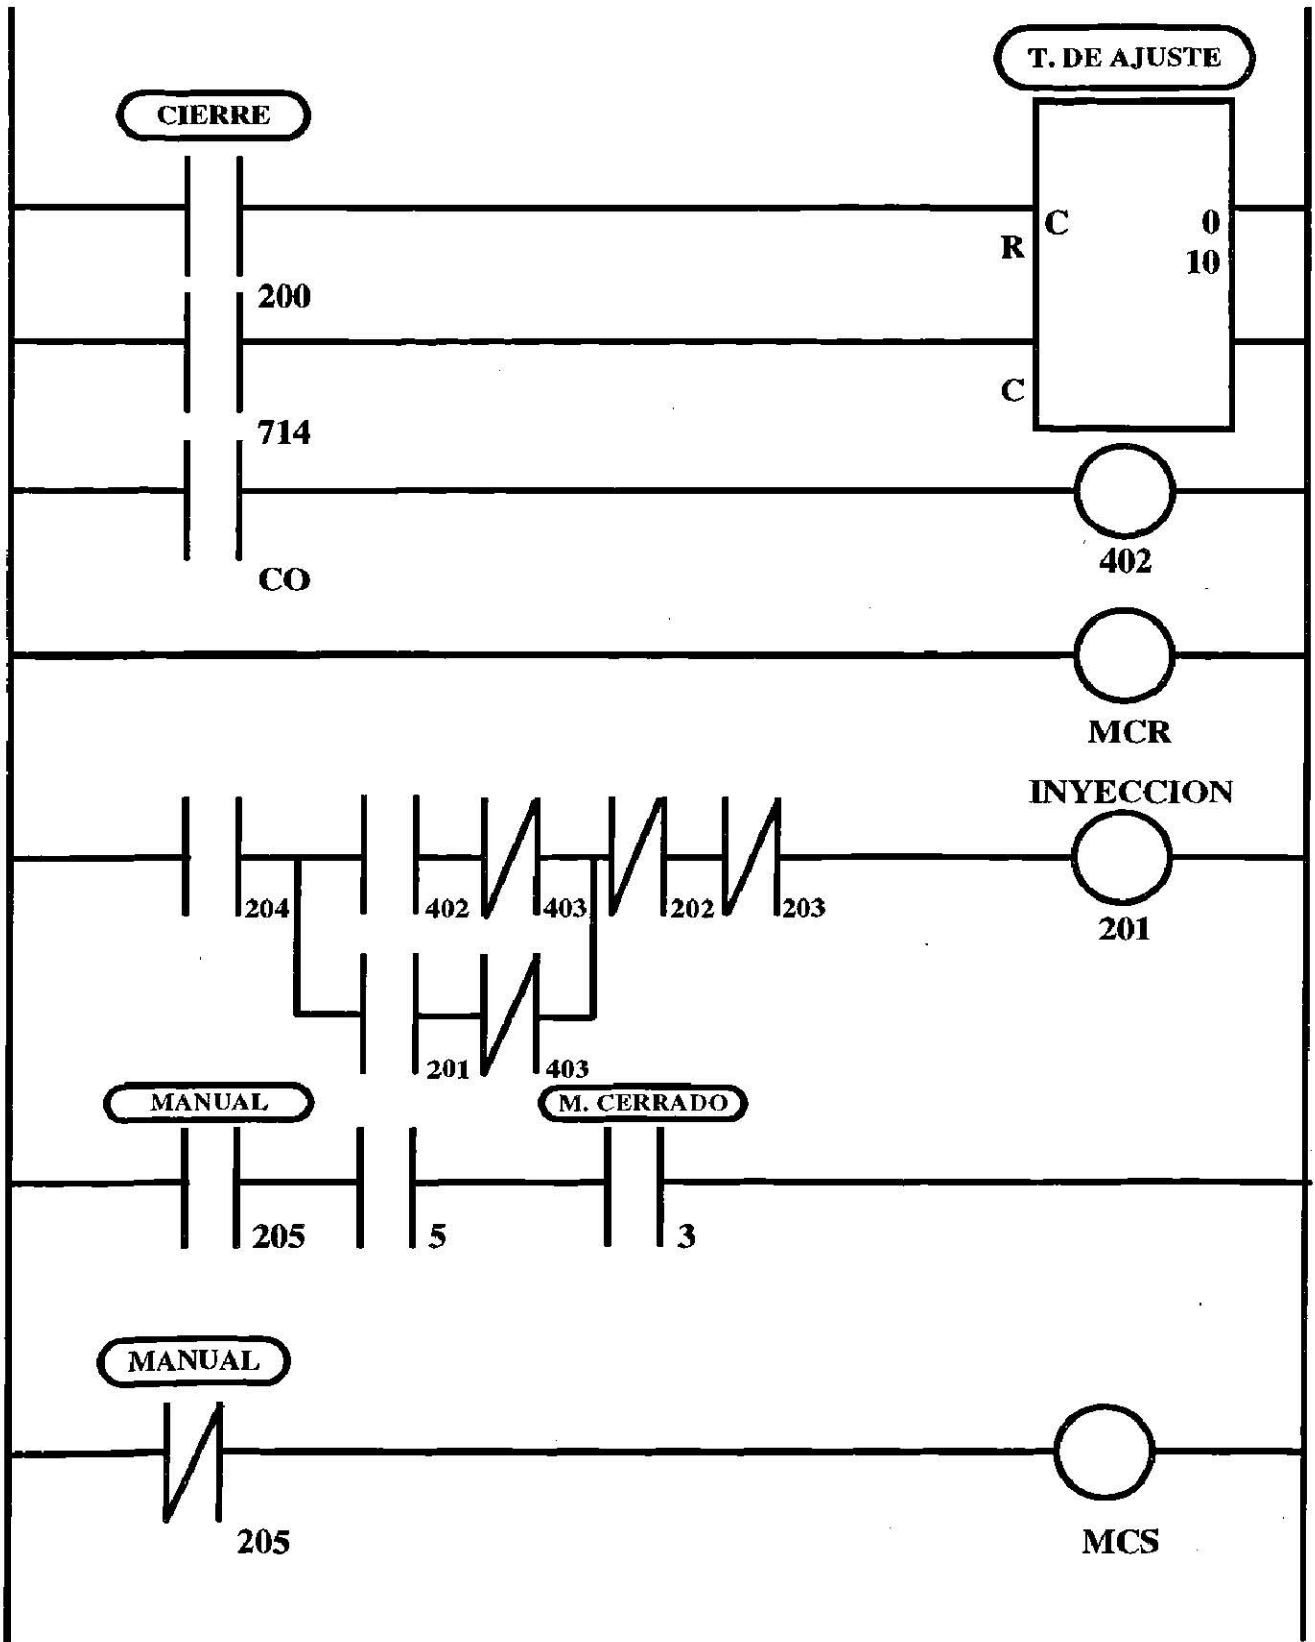 T. DE AJUSTE
CIERRE
C 0
R 10
200
C
714
402
CO
MCR
INYECCION
204 402 403 202 203
201
201 403
MANUAL M. CERRADO
205 5 3
MANUAL
205 MCS